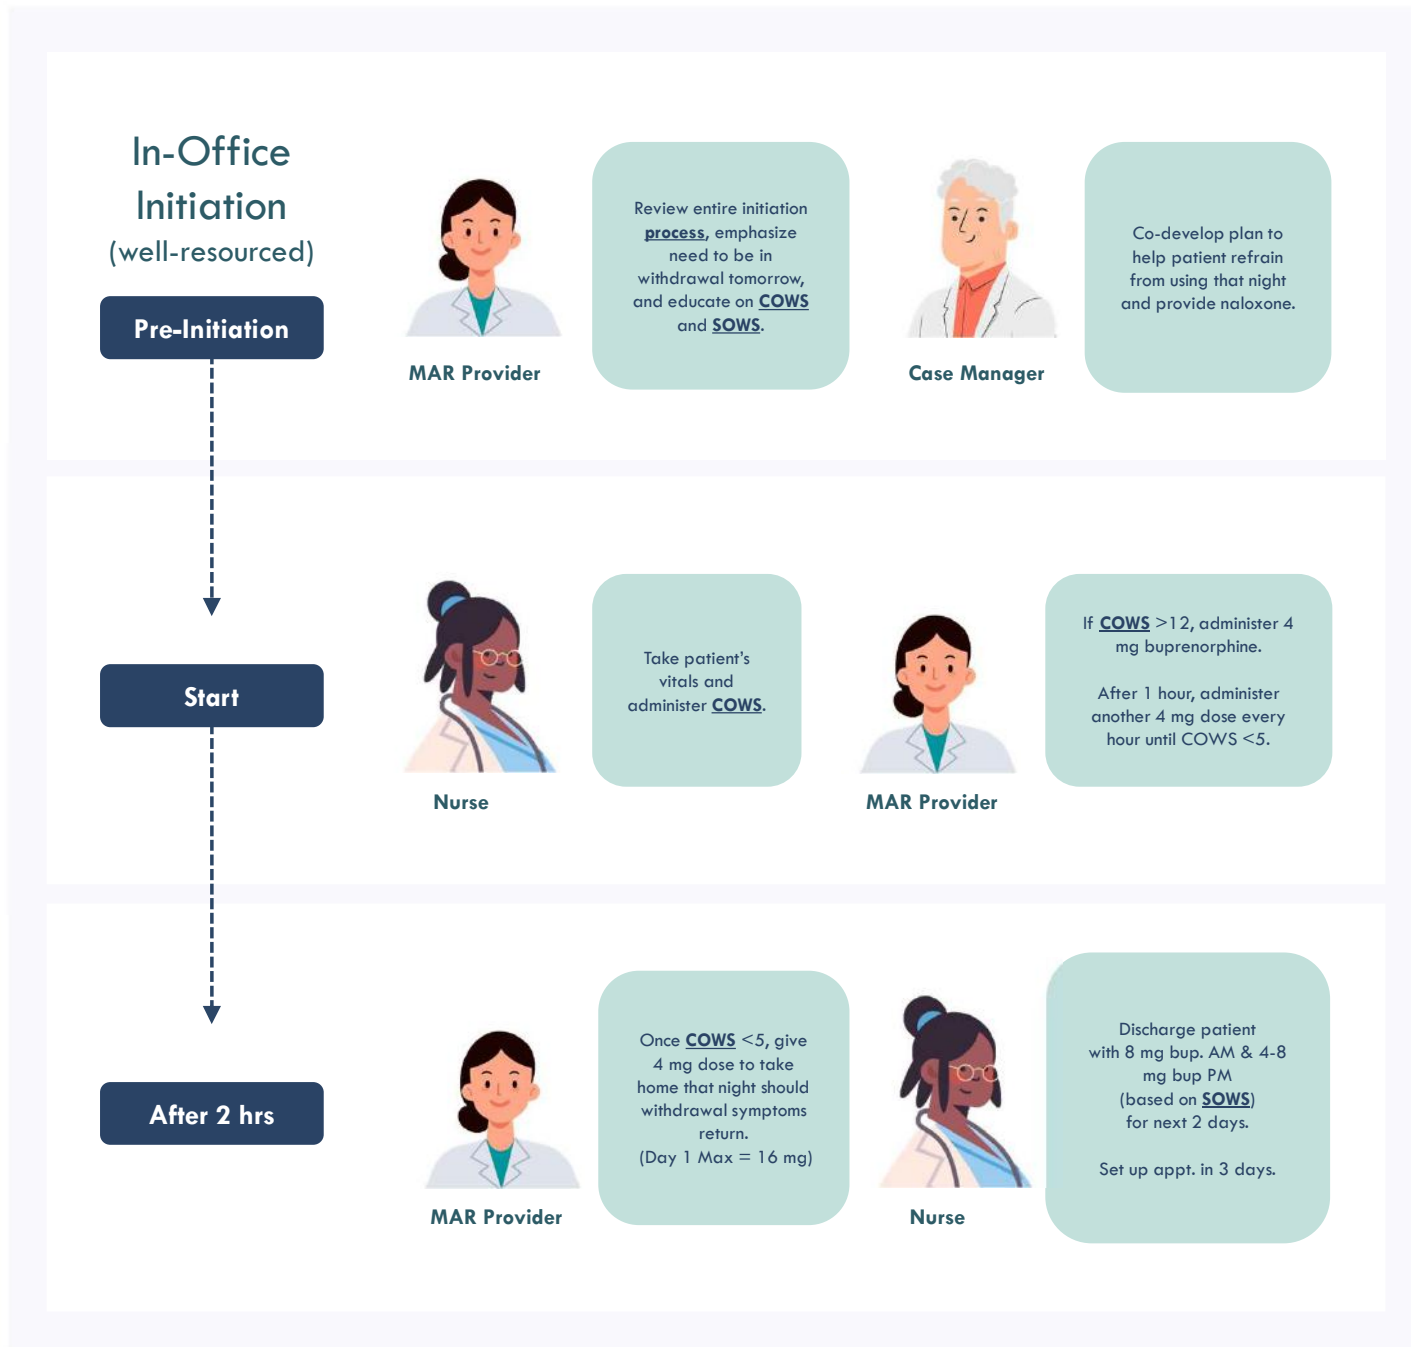 In-Office
Initiation
(well-resourced)
Pre-Initiation
MAR Provider
Review entire initiation
process, emphasize
need to be in
withdrawal tomorrow,
and educate on COWS
and SOWS.
Case Manager
Co-develop plan to
help patient refrain
from using that night
and provide naloxone.
Start
Nurse
Take patient's
vitals and
administer COWS.
MAR Provider
If COWS >12, administer 4
mg buprenorphine.
After 1 hour, administer
another 4 mg dose every
hour until COWS <5.
After 2 hrs
MAR Provider
Once COWS <5, give
4 mg dose to take
home that night should
withdrawal symptoms
return.
(Day 1 Max = 16 mg)
Nurse
Discharge patient
with 8 mg bup. AM & 4-8
mg bup PM
(based on SOWS)
for next 2 days.
Set up appt. in 3 days.